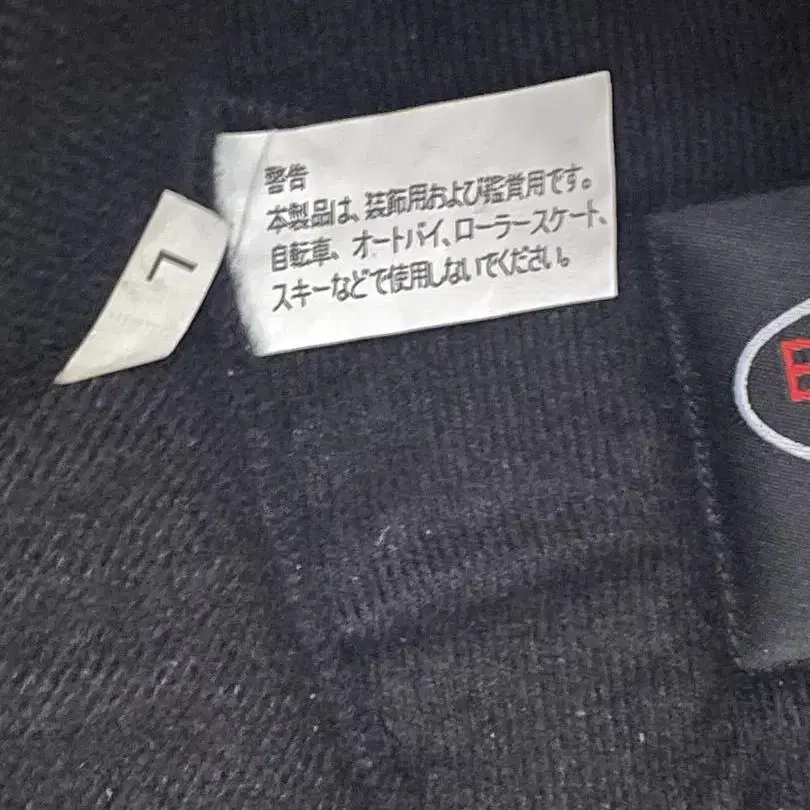 警告
本製品は、装飾用および鑑賞用です。
自転車、オートバイ、ローラースケート、
スキーなどで使用しないでください。
L